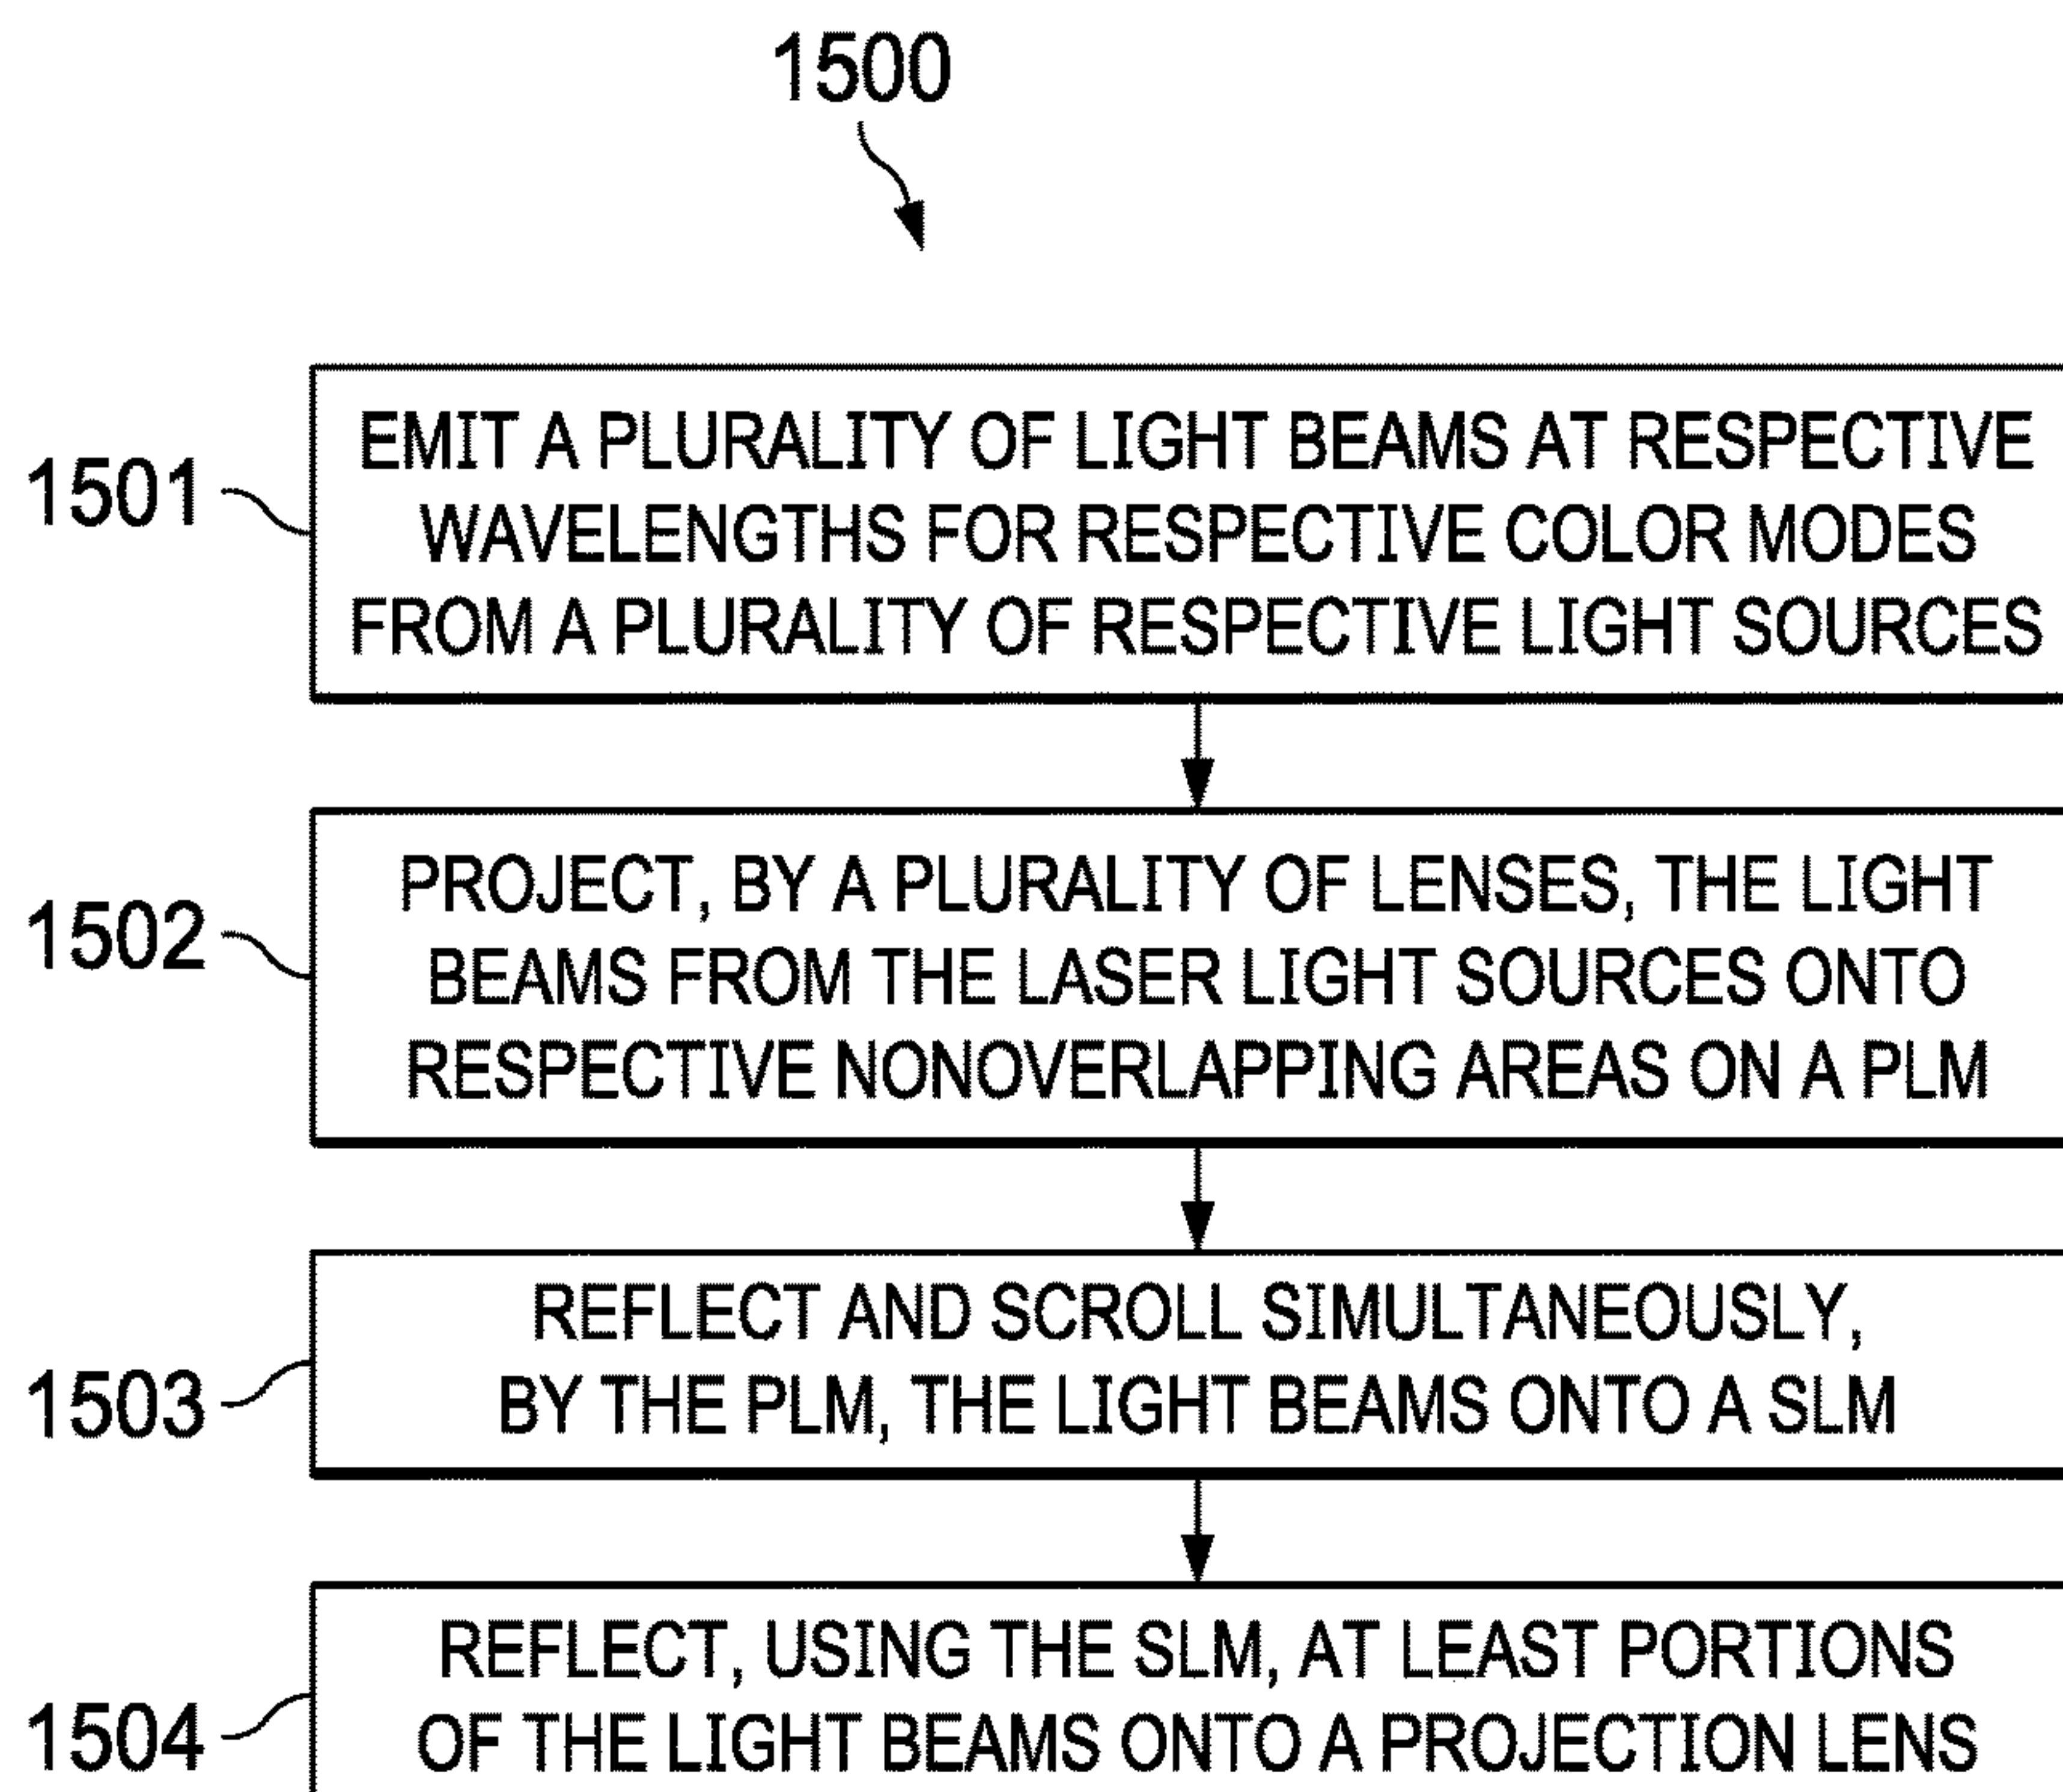 1500
1501
EMIT A PLURALITY OF LIGHT BEAMS AT RESPECTIVE
WAVELENGTHS FOR RESPECTIVE COLOR MODES
FROM A PLURALITY OF RESPECTIVE LIGHT SOURCES
1502
PROJECT, BY A PLURALITY OF LENSES, THE LIGHT
BEAMS FROM THE LASER LIGHT SOURCES ONTO
RESPECTIVE NONOVERLAPPING AREAS ON A PLM
1503
REFLECT AND SCROLL SIMULTANEOUSLY,
BY THE PLM, THE LIGHT BEAMS ONTO A SLM
1504
REFLECT, USING THE SLM, AT LEAST PORTIONS
OF THE LIGHT BEAMS ONTO A PROJECTION LENS